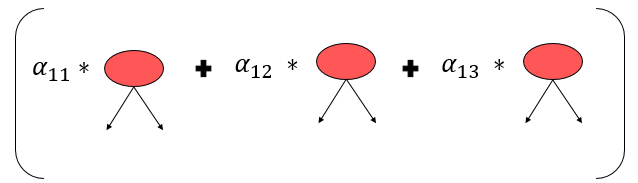 α₁₁ * + α₁₂ * + α₁₃ *